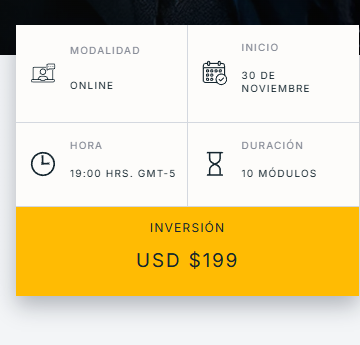 MODALIDAD
ONLINE
INICIO
30 DE
NOVIEMBRE
HORA
19:00 HRS. GMT-5
DURACIÓN
10 MÓDULOS
INVERSIÓN
USD $199